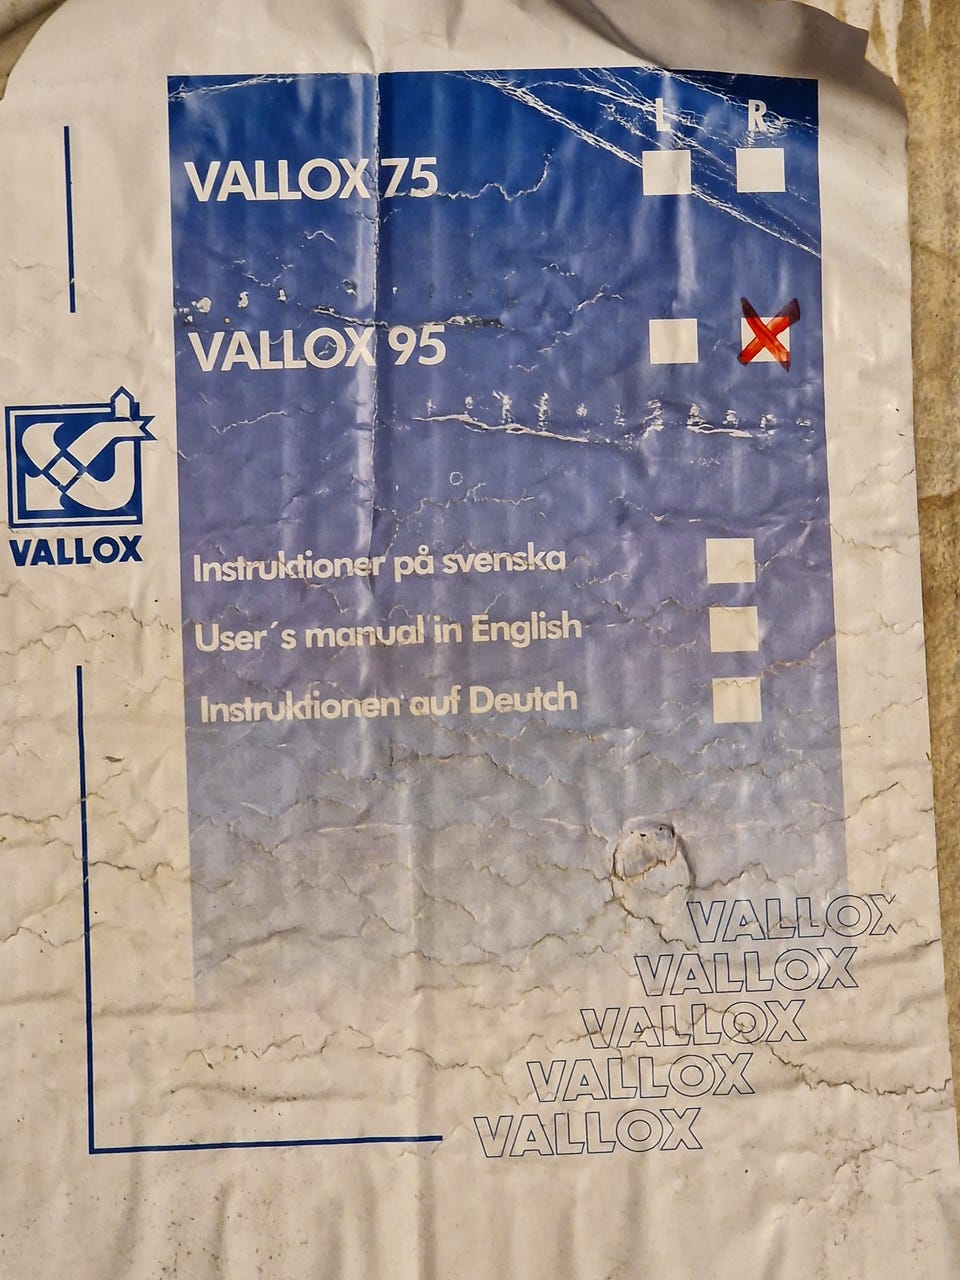 L R
VALLOX 75
VALLOX 95
VALLOX
Instruktioner på svenska
User´s manual in English
Instruktionen auf Deutch
VALLOX
VALLOX
VALLOX
VALLOX
VALLOX